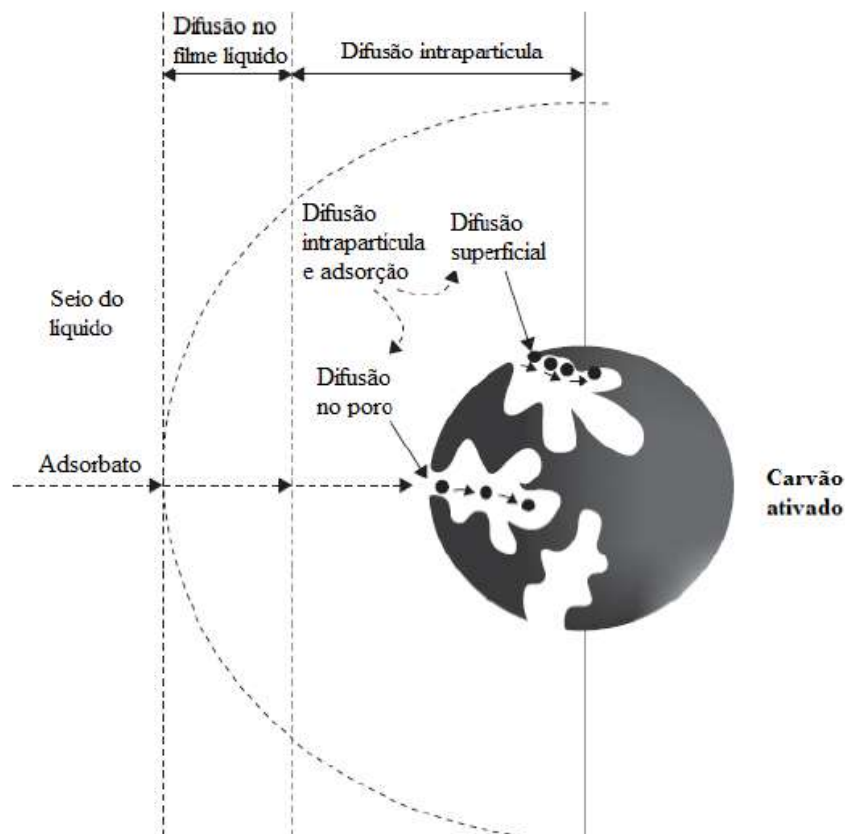 Difusão no
filme líquido
Difusão intrapartícula
Difusão
intrapartícula
e adsorção
Difusão
superficial
Seio do
líquido
Difusão
no poro
Adsorbato
Carvão
ativado